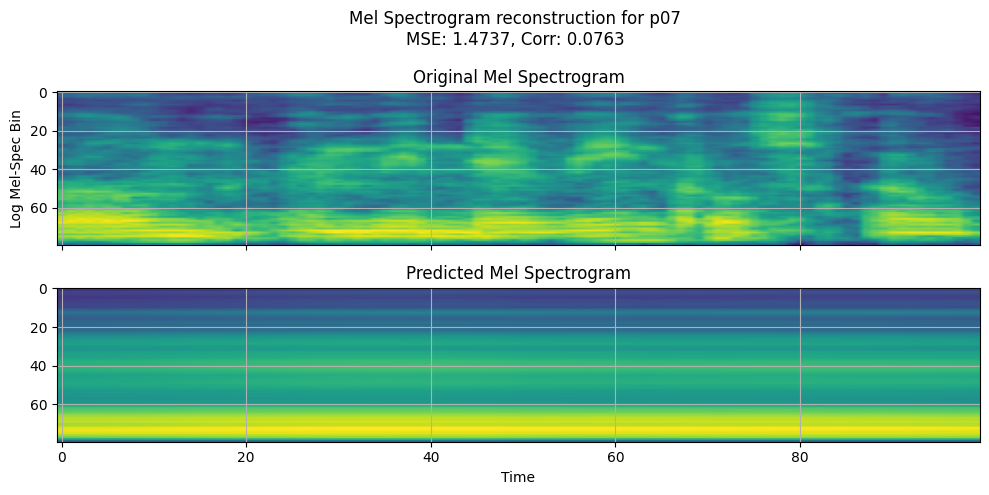 Mel Spectrogram reconstruction for p07
MSE: 1.4737, Corr: 0.0763
Original Mel Spectrogram
0
20
40
60
Log Mel-Spec Bin
Predicted Mel Spectrogram
0
20
40
60
0 20 40 60 80
Time